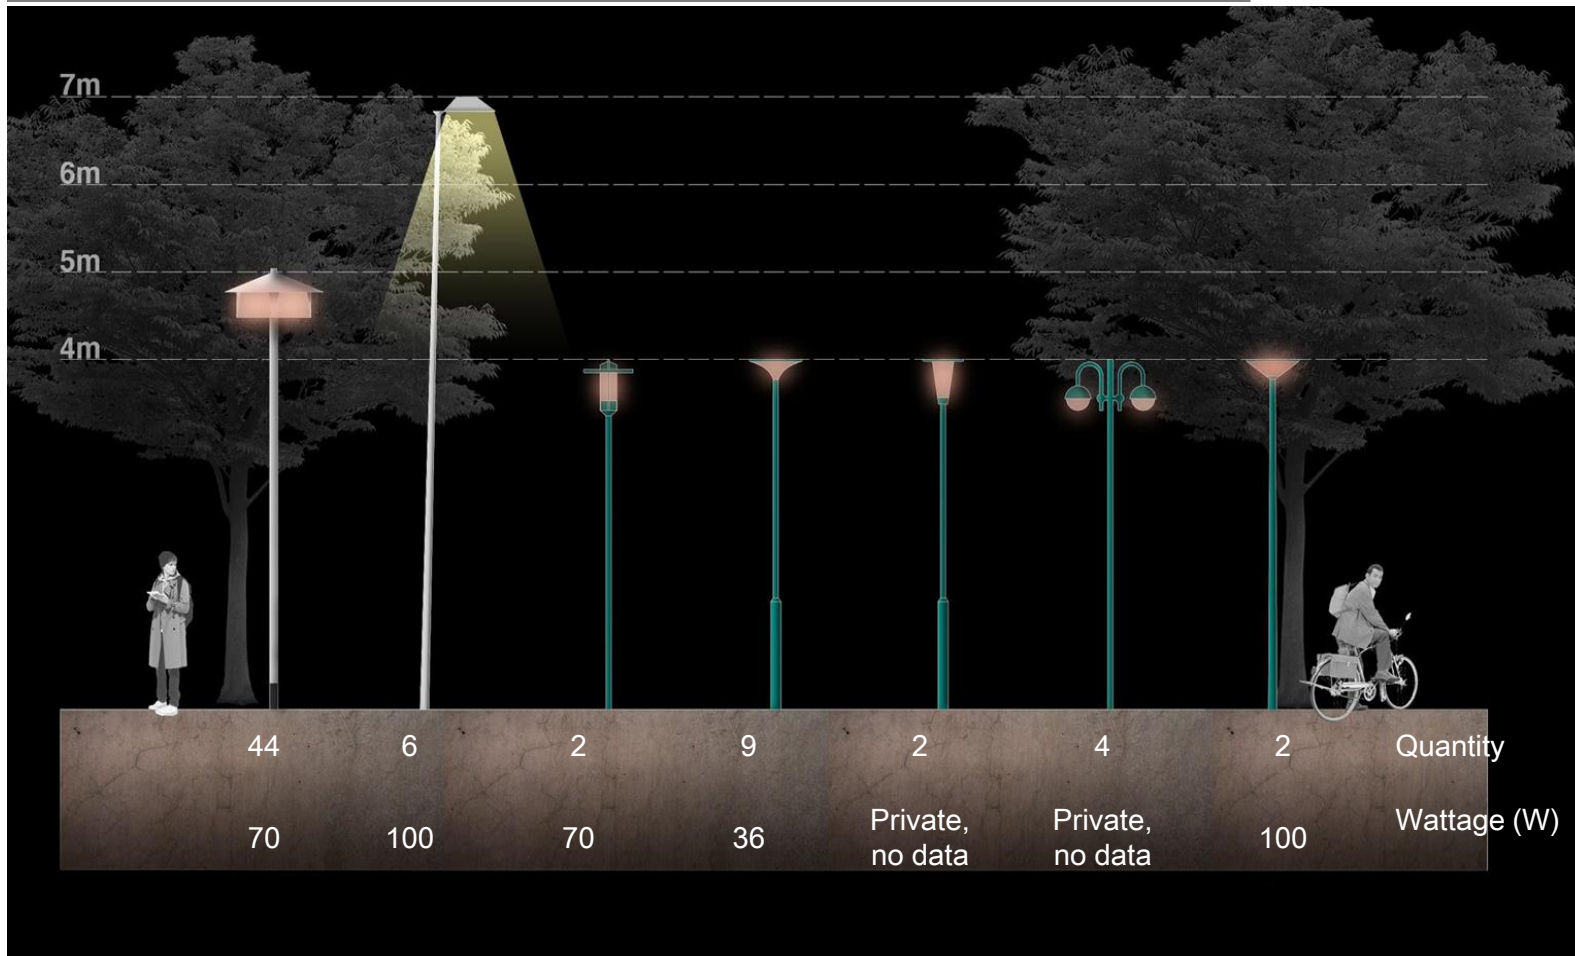 7m
6m
5m
4m
44 6 2 9 2 4 2 Quantity
70 100 70 36 Private, no data Private, no data 100 Wattage (W)